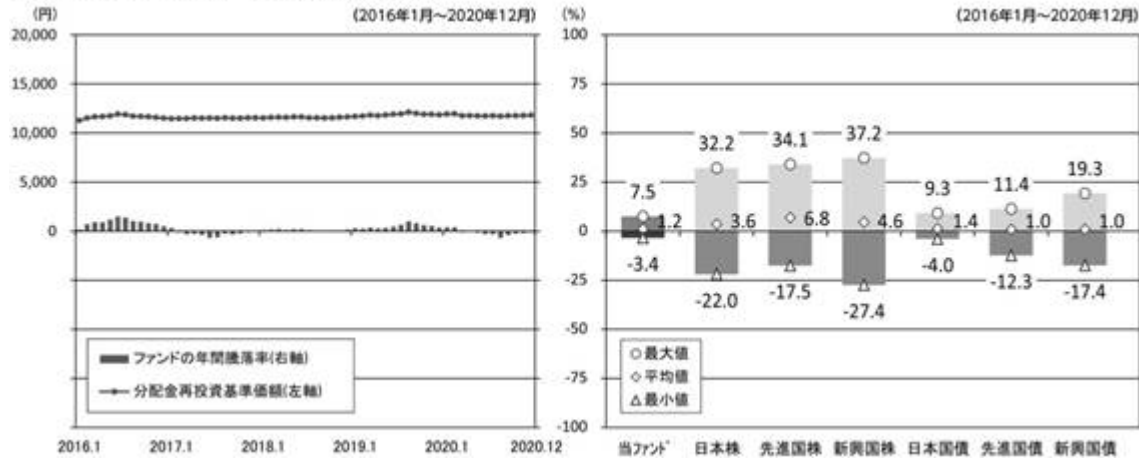 (円)
(2016年1月～2020年12月)
20,000
15,000
10,000
5,000
0
ファンドの年間騰落率(右軸)
分配金再投資基準価額(左軸)
2016.1 2017.1 2018.1 2019.1 2020.1 2020.12
(%)
(2016年1月～2020年12月)
100
75
50
25
0
-25
-50
-75
-100
7.5 32.2 34.1 37.2 9.3 11.4 19.3
1.2 3.6 6.8 4.6 1.4 1.0 1.0
-3.4 -22.0 -17.5 -27.4 -4.0 -12.3 -17.4
最大値
平均値
最小値
当ファンド 日本株 先進国株 新興国株 日本国債 先進国債 新興国債